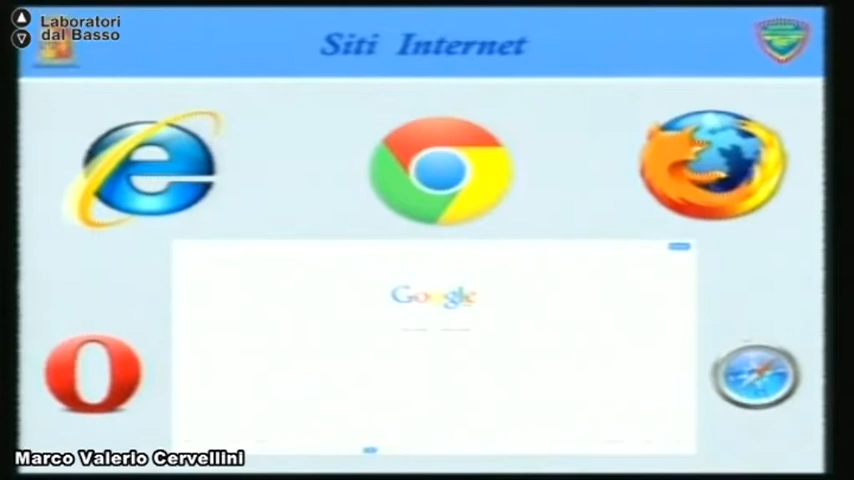 Laboratori
dal Basso
Siti Internet
Google
Marco Valerio Cervellini